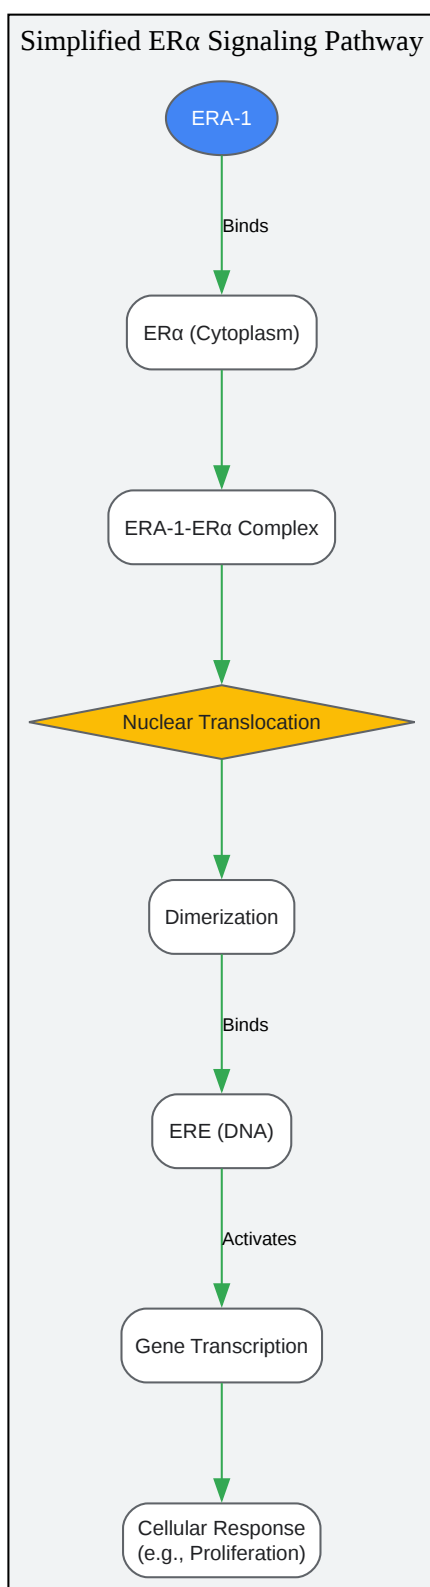 Simplified ERα Signaling Pathway
ERA-1
Binds
ERα (Cytoplasm)
ERA-1-ERα Complex
Nuclear Translocation
Dimerization
Binds
ERE (DNA)
Activates
Gene Transcription
Cellular Response
(e.g., Proliferation)